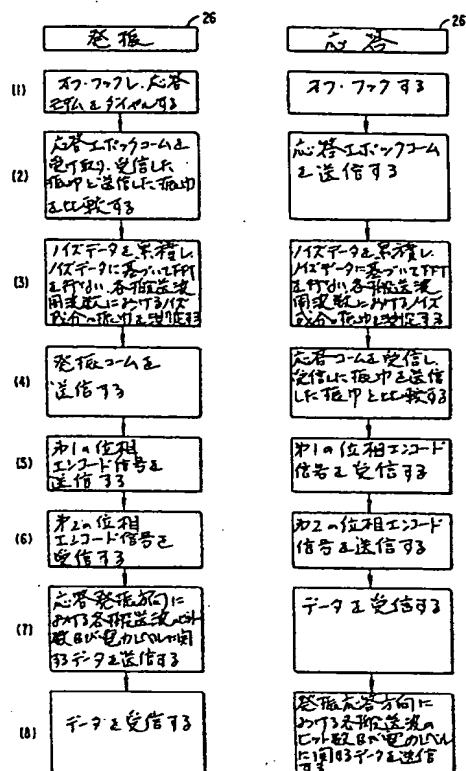 26
発振
26
応答
(1)
オフ・フックし、応答
モデムをダイヤルする
オフ・フックする
(2)
応答エポックコームを
受け取り、受信した
振巾と送信した振巾
を比較する
応答エポックコーム
を送信する
(3)
ノイズデータを累積し、
ノイズデータに基づいてFFT
を行ない、各搬送波
周波数におけるノイズ
成分の振巾を測定する
ノイズデータを累積し、
ノイズデータに基づいてFFT
を行ない、各搬送波
周波数におけるノイズ
成分の振巾を測定する
(4)
発振コームを
送信する
応答コームを受信し、
受信した振巾を送信
した振巾と比較する
(5)
第1の位相
エンコード信号を
送信する
第1の位相エンコード
信号を受信する
(6)
第2の位相
エンコード信号を
受信する
第2の位相エンコード
信号を送信する
(7)
応答発振方向に
おける各搬送波のビット
数及び電力レベルに関
するデータを送信する
データを受信する
(8)
データを受信する
発振応答方向に
おける各搬送波の
ビット数及び電力レベル
に関するデータを送信
する